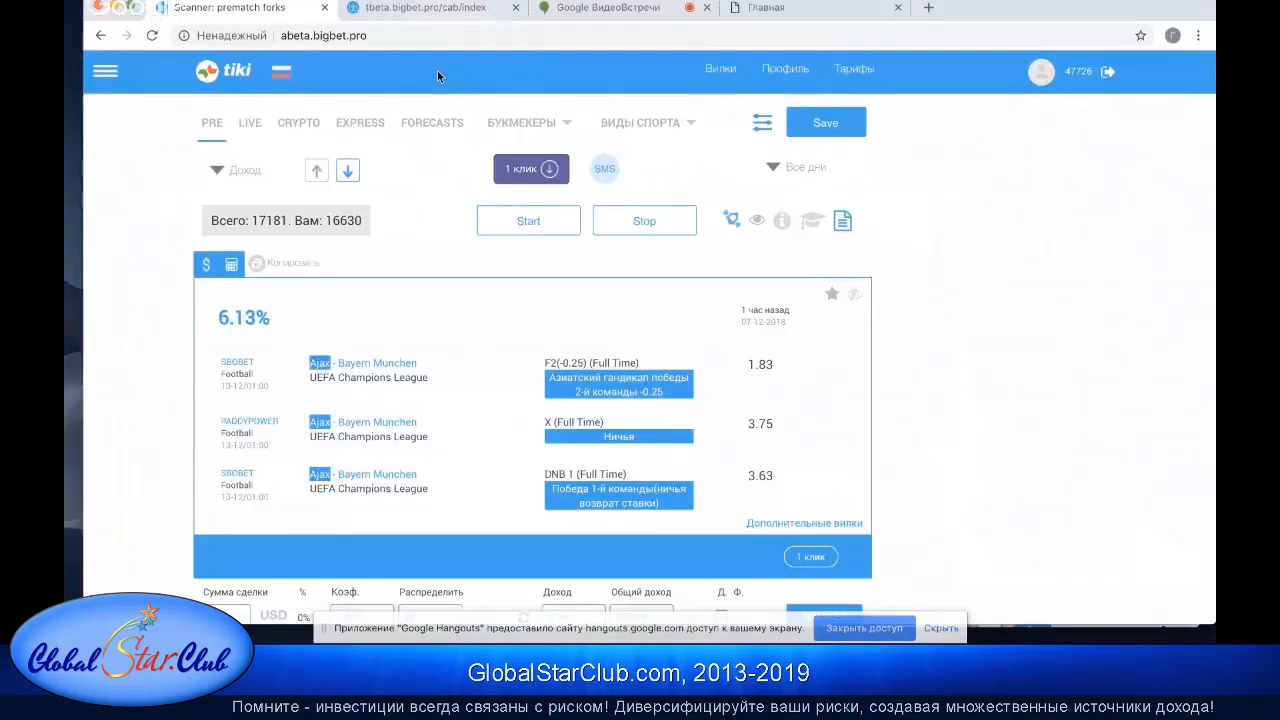 Scanner: prematch forks
tbeta.bigbet.pro/cab/index
Google ВидеоВстречи
Главная
Ненадежный
abeta.bigbet.pro
Г
tiki
Вилки
Профиль
Тарифы
47726
PRE
LIVE
CRYPTO
EXPRESS
FORECASTS
БУКМЕКЕРЫ
ВИДЫ СПОРТА
Save
Доход
1 клик
SMS
Все дни
Всего: 17181. Вам: 16630
Start
Stop
Копировать
6.13%
1 час назад
07-12-2018
SBOBET
Football
13-12/01:00
Ajax - Bayern Munchen
UEFA Champions League
F2(-0.25) (Full Time)
Азиатский гандикап победы
2-й команды -0.25
1.83
PADDYPOWER
Football
13-12/01:00
Ajax - Bayern Munchen
UEFA Champions League
X (Full Time)
Ничья
3.75
SBOBET
Football
13-12/01:00
Ajax - Bayern Munchen
UEFA Champions League
DNB 1 (Full Time)
Победа 1-й команды(ничья
возврат ставки)
3.63
Дополнительные вилки
1 клик
Сумма сделки
%
Коэф.
Распределить
Доход
Общий доход
Д.
Ф.
USD
0%
Приложение "Google Hangouts" предоставило сайту hangouts.google.com доступ к вашему экрану.
Закрыть доступ
Скрыть
Global Star.Club
GlobalStarClub.com, 2013-2019
Помните - инвестиции всегда связаны с риском! Диверсифицируйте ваши риски, создавая множественные источники дохода!